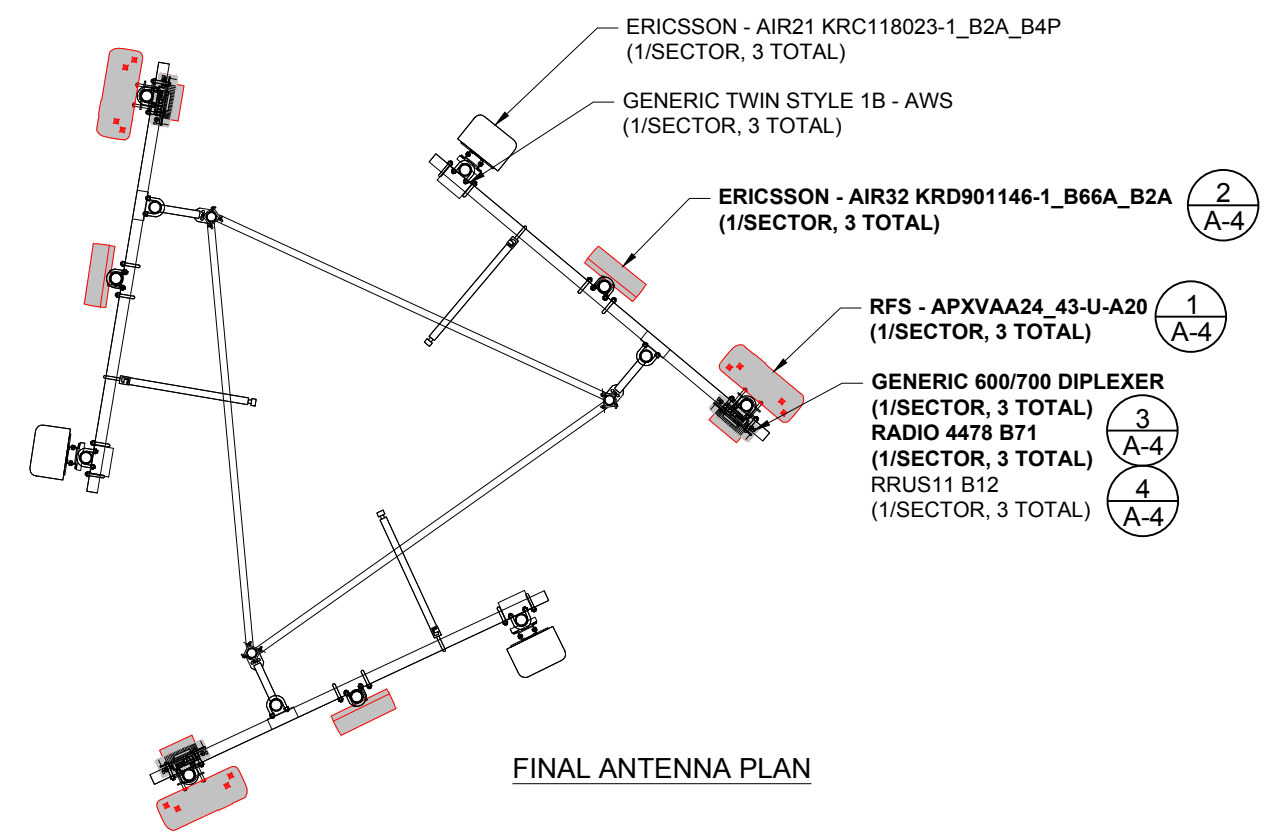 ERICSSON - AIR21 KRC118023-1_B2A_B4P
(1/SECTOR, 3 TOTAL)
GENERIC TWIN STYLE 1B - AWS
(1/SECTOR, 3 TOTAL)
ERICSSON - AIR32 KRD901146-1_B66A_B2A
(1/SECTOR, 3 TOTAL)
2
A-4
RFS - APXVAA24_43-U-A20
(1/SECTOR, 3 TOTAL)
1
A-4
GENERIC 600/700 DIPLEXER
(1/SECTOR, 3 TOTAL)
RADIO 4478 B71
(1/SECTOR, 3 TOTAL)
3
A-4
RRUS11 B12
(1/SECTOR, 3 TOTAL)
4
A-4
FINAL ANTENNA PLAN